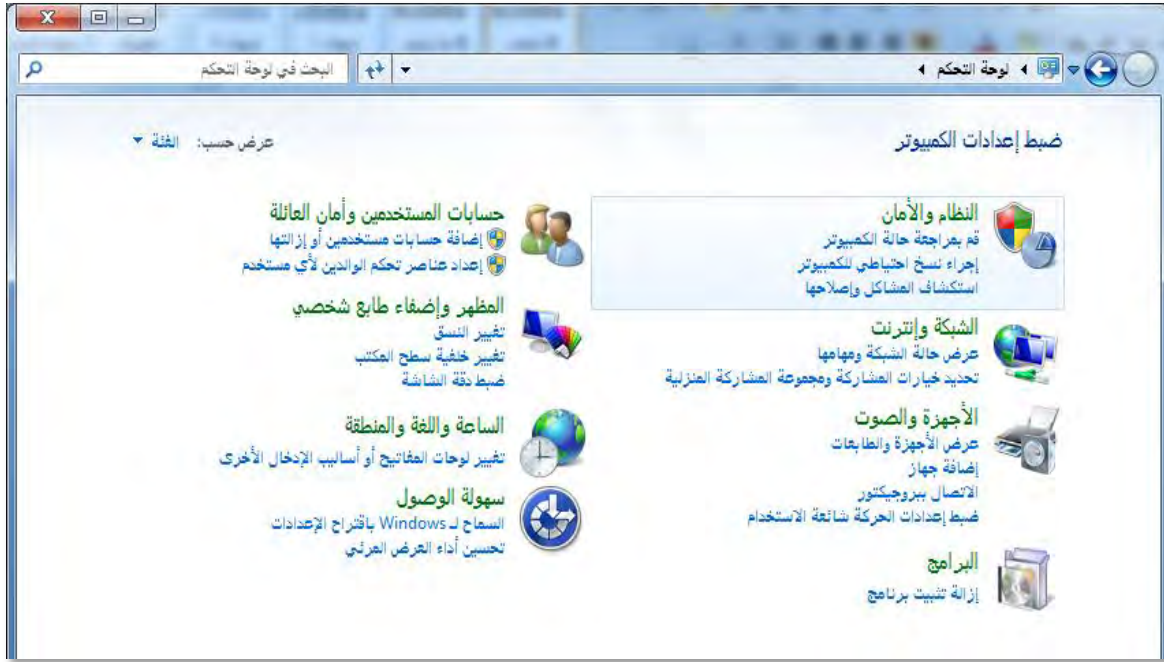 لوحة التحكم
البحث في لوحة التحكم
ضبط إعدادات الكمبيوتر
عرض حسب: الفئة
النظام والأمان
قم بمراجعة حالة الكمبيوتر
إجراء نسخ احتياطي للكمبيوتر
استكشاف المشاكل وإصلاحها
الشبكة وإنترنت
عرض حالة الشبكة ومهامها
تحديد خيارات المشاركة ومجموعة المشاركة المنزلية
الأجهزة والصوت
عرض الأجهزة والطابعات
إضافة جهاز
الاتصال ببروجيكتور
ضبط إعدادات الحركة شائعة الاستخدام
البرامج
إزالة تثبيت برنامج
حسابات المستخدمين وأمان العائلة
إضافة حسابات مستخدمين أو إزالتها
إعداد عناصر تحكم الوالدين لأي مستخدم
المظهر وإضفاء طابع شخصي
تغيير النسق
تغيير خلفية سطح المكتب
ضبط دقة الشاشة
الساعة واللغة والمنطقة
تغيير لوحات المفاتيح أو أساليب الإدخال الأخرى
سهولة الوصول
السماح لـ Windows باقتراح الإعدادات
تحسين أداء العرض المرئي